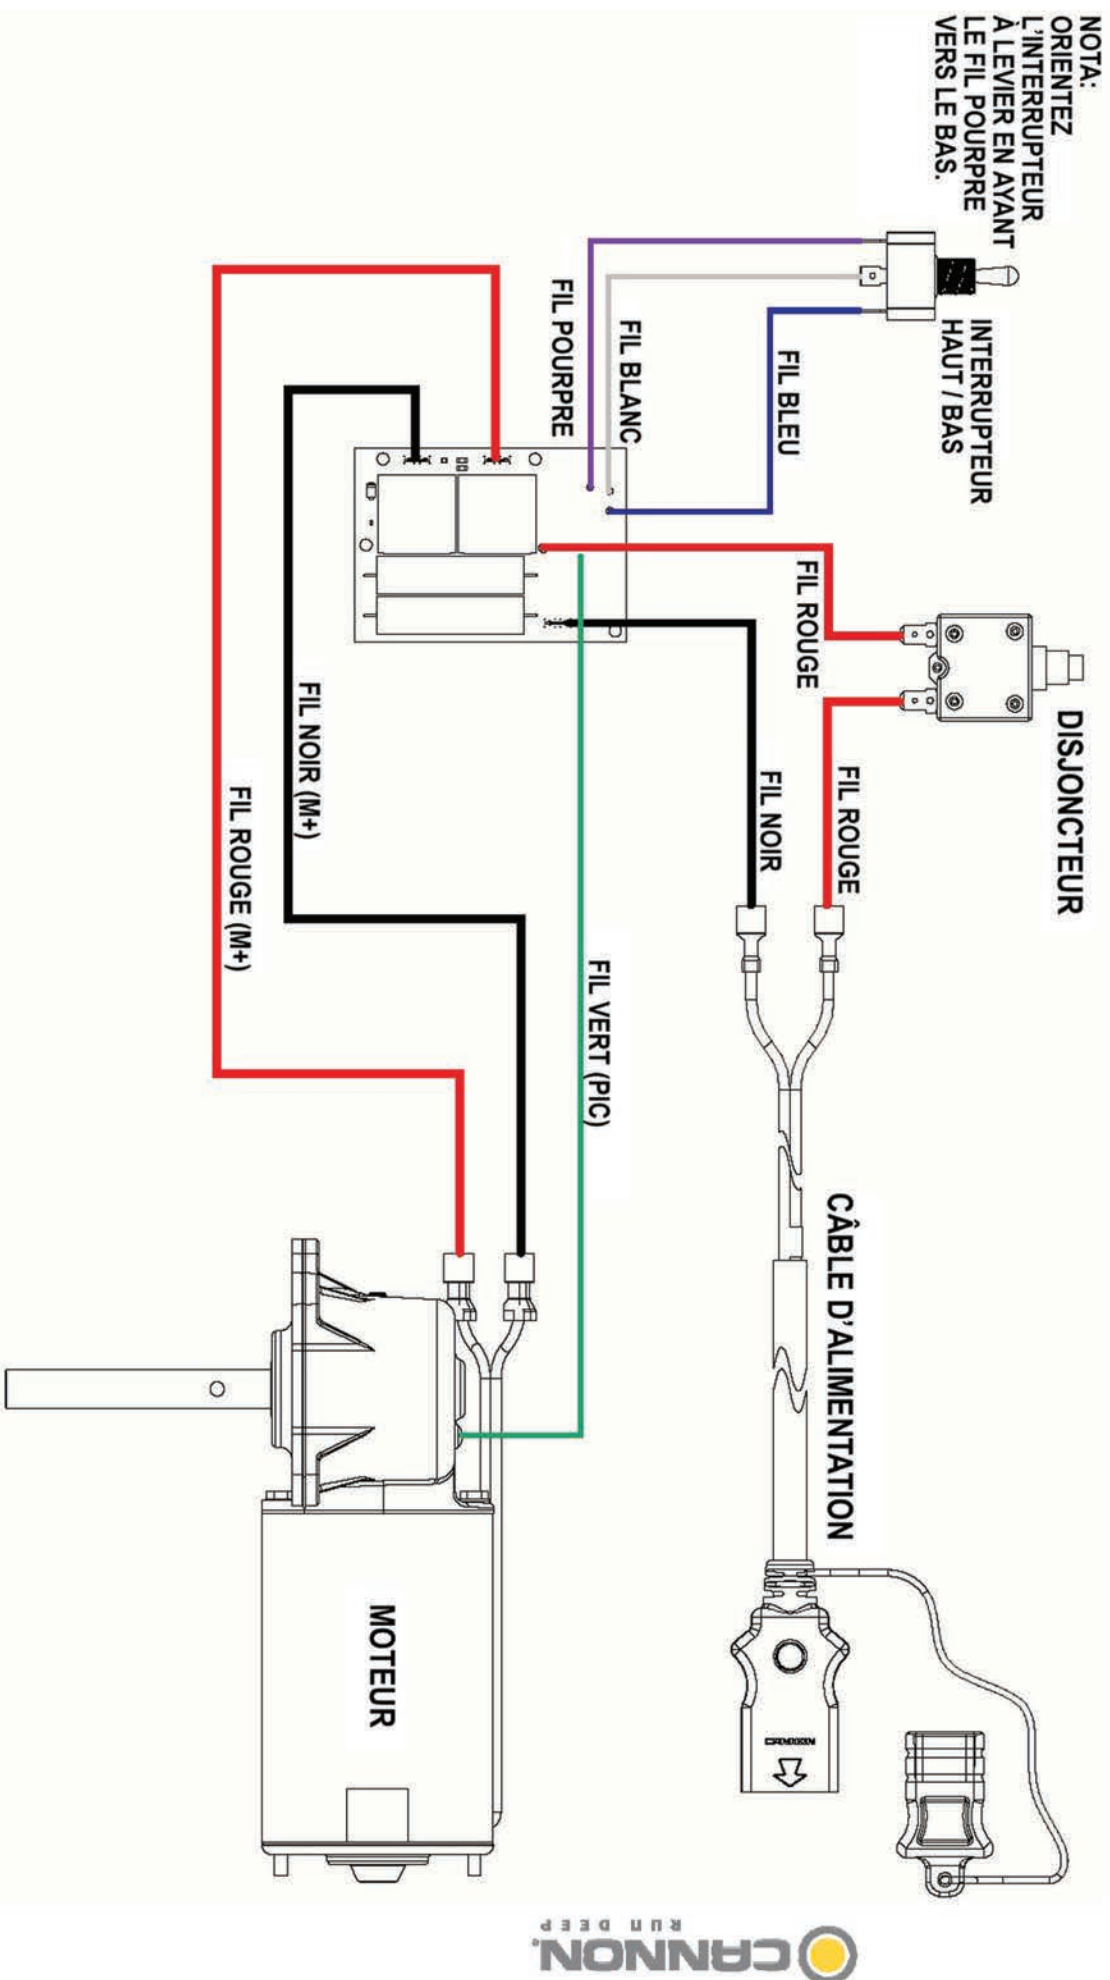 NOTA:
ORIENTEZ
L'INTERRUPTEUR
À LEVIER EN AYANT
LE FIL POURPRE
VERS LE BAS.
INTERRUPTEUR
HAUT / BAS
DISJONCTEUR
FIL BLEU
FIL BLANC
FIL POURPRE
FIL ROUGE
FIL ROUGE
FIL NOIR
CÂBLE D'ALIMENTATION
CANNON
FIL VERT (PIC)
FIL NOIR (M+)
FIL ROUGE (M+)
MOTEUR
CANNON
RUN DEEP